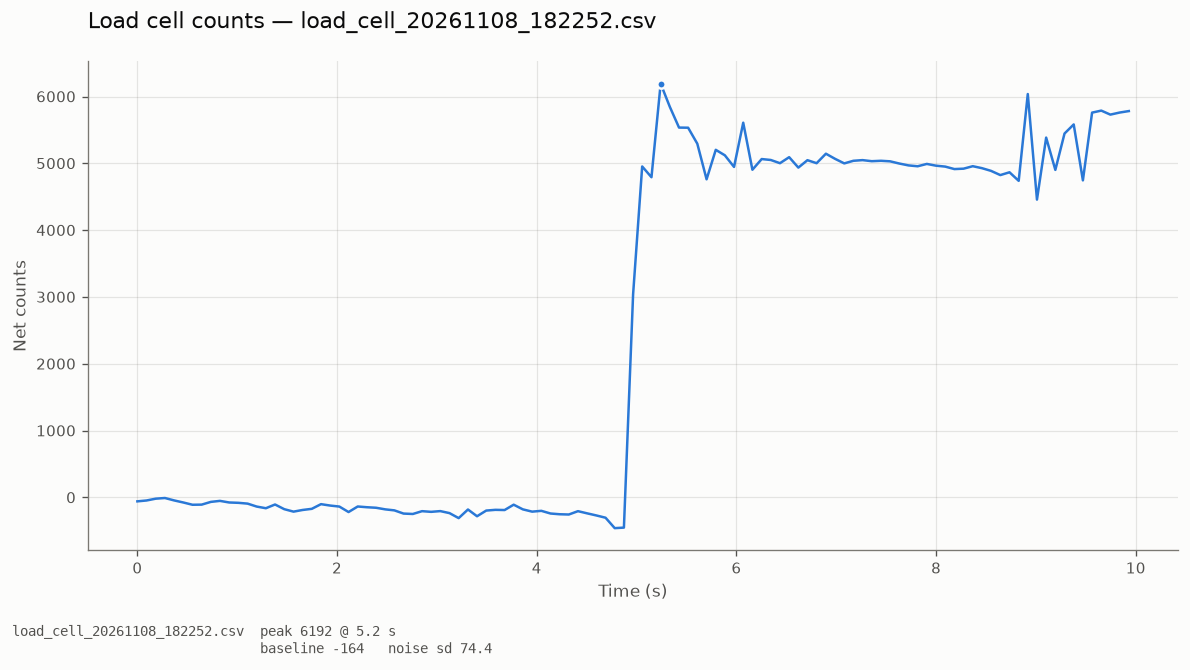 Load cell counts — load_cell_20261108_182252.csv
6000
5000
4000
3000
2000
1000
0
Net counts
0 2 4 6 8 10
Time (s)
load_cell_20261108_182252.csv peak 6192 @ 5.2 s
baseline -164 noise sd 74.4